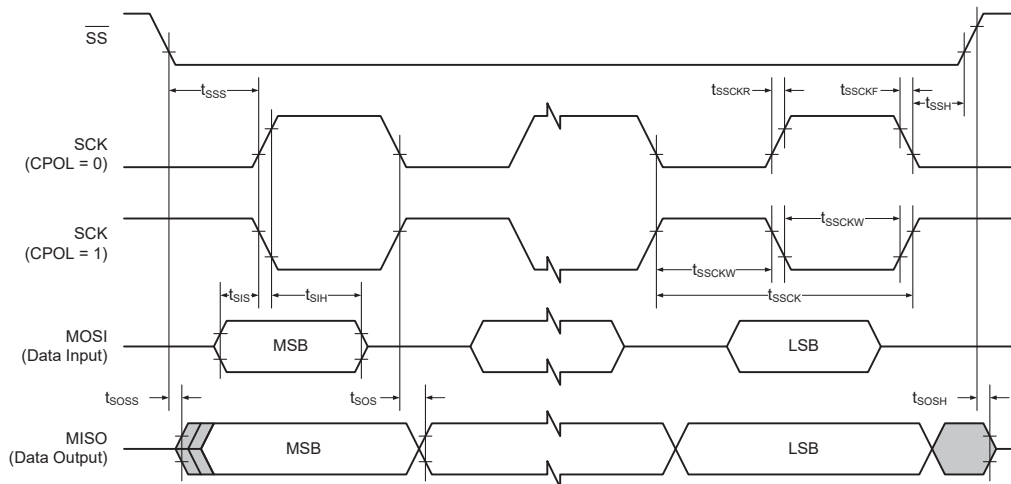 SS
tSSS
tSSCKR
tSSCKF
tSSH
SCK
(CPOL = 0)
SCK
(CPOL = 1)
tSSCKW
tSSCKW
tSSCK
tSIS
tSIH
MOSI
(Data Input)
MSB
LSB
tSOSS
tSOS
tSOSH
MISO
(Data Output)
MSB
LSB